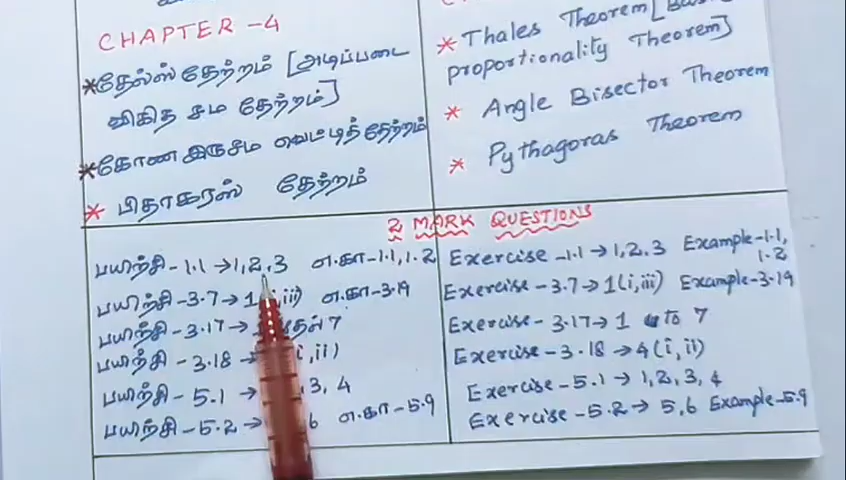 CHAPTER -4
*தேல்ஸ் தேற்றம் [அடிப்படை
விகித சம தேற்றம்]
*கோண இருசம வெட்டித் தேற்றம்
* பிதாகரஸ் தேற்றம்
* Thales Theorem
proportionality Theorem]
* Angle Bisector Theorem
* Pythagoras Theorem
2 MARK QUESTIONS
பயிற்சி-1.1 →1,2,3 எ.கா-1.1,1.2
பயிற்சி-3.7→1 ,iii) எ.கா-3.19
பயிற்சி-3.17→ 7
பயிற்சி-3.18 → i,ii)
பயிற்சி-5.1 → ,3,4
பயிற்சி-5.2→ 6 எ.கா-5.9
Exercise -1.1→1,2,3 Example-1.1,
1.2
Exercise-3.7→1(i,iii) Example-3.19
Exercise-3.17→1 to 7
Exercise-3.18→4(i,ii)
Exercise-5.1→1,2,3,4
Exercise-5.2→5,6 Example-5.9